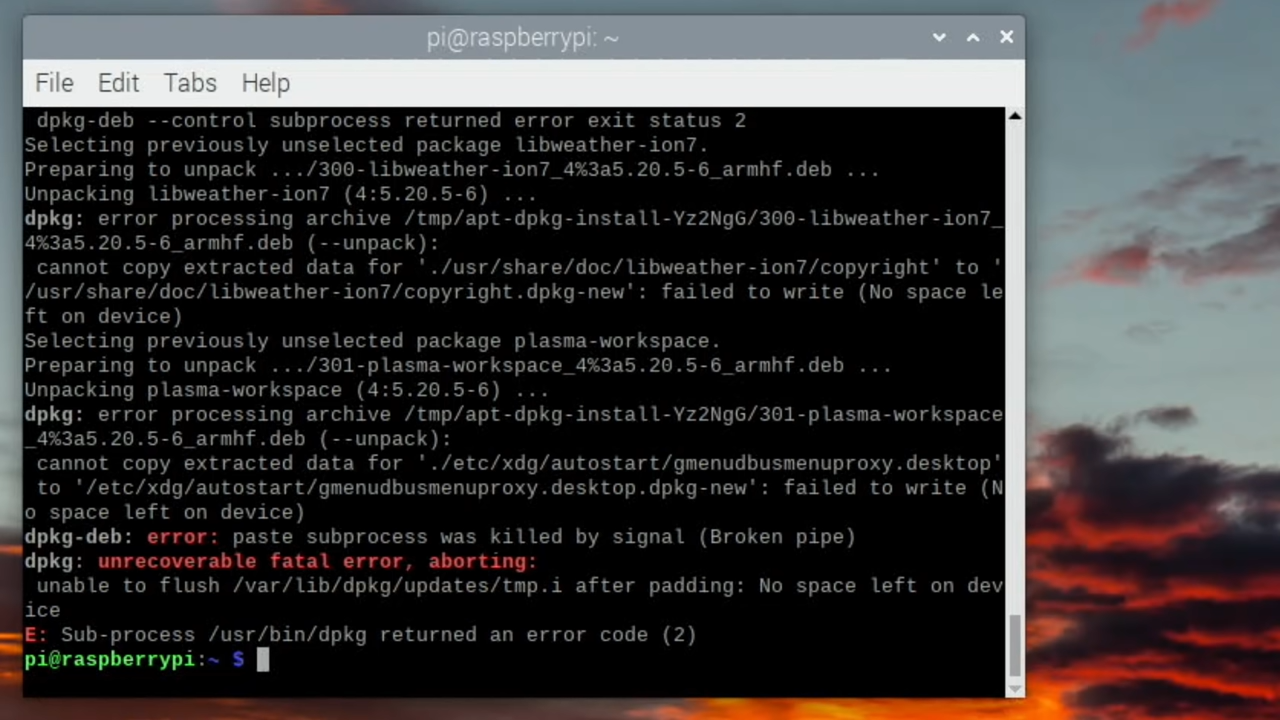 pi@raspberrypi: ~
File Edit Tabs Help
dpkg-deb --control subprocess returned error exit status 2
Selecting previously unselected package libweather-ion7.
Preparing to unpack .../300-libweather-ion7_4%3a5.20.5-6_armhf.deb ...
Unpacking libweather-ion7 (4:5.20.5-6) ...
dpkg: error processing archive /tmp/apt-dpkg-install-Yz2NgG/300-libweather-ion7_
4%3a5.20.5-6_armhf.deb (--unpack):
cannot copy extracted data for './usr/share/doc/libweather-ion7/copyright' to '
/usr/share/doc/libweather-ion7/copyright.dpkg-new': failed to write (No space le
ft on device)
Selecting previously unselected package plasma-workspace.
Preparing to unpack .../301-plasma-workspace_4%3a5.20.5-6_armhf.deb ...
Unpacking plasma-workspace (4:5.20.5-6) ...
dpkg: error processing archive /tmp/apt-dpkg-install-Yz2NgG/301-plasma-workspace
_4%3a5.20.5-6_armhf.deb (--unpack):
cannot copy extracted data for './etc/xdg/autostart/gmenudbusmenuproxy.desktop'
to '/etc/xdg/autostart/gmenudbusmenuproxy.desktop.dpkg-new': failed to write (N
o space left on device)
dpkg-deb: error: paste subprocess was killed by signal (Broken pipe)
dpkg: unrecoverable fatal error, aborting:
unable to flush /var/lib/dpkg/updates/tmp.i after padding: No space left on dev
ice
E: Sub-process /usr/bin/dpkg returned an error code (2)
pi@raspberrypi:~ $